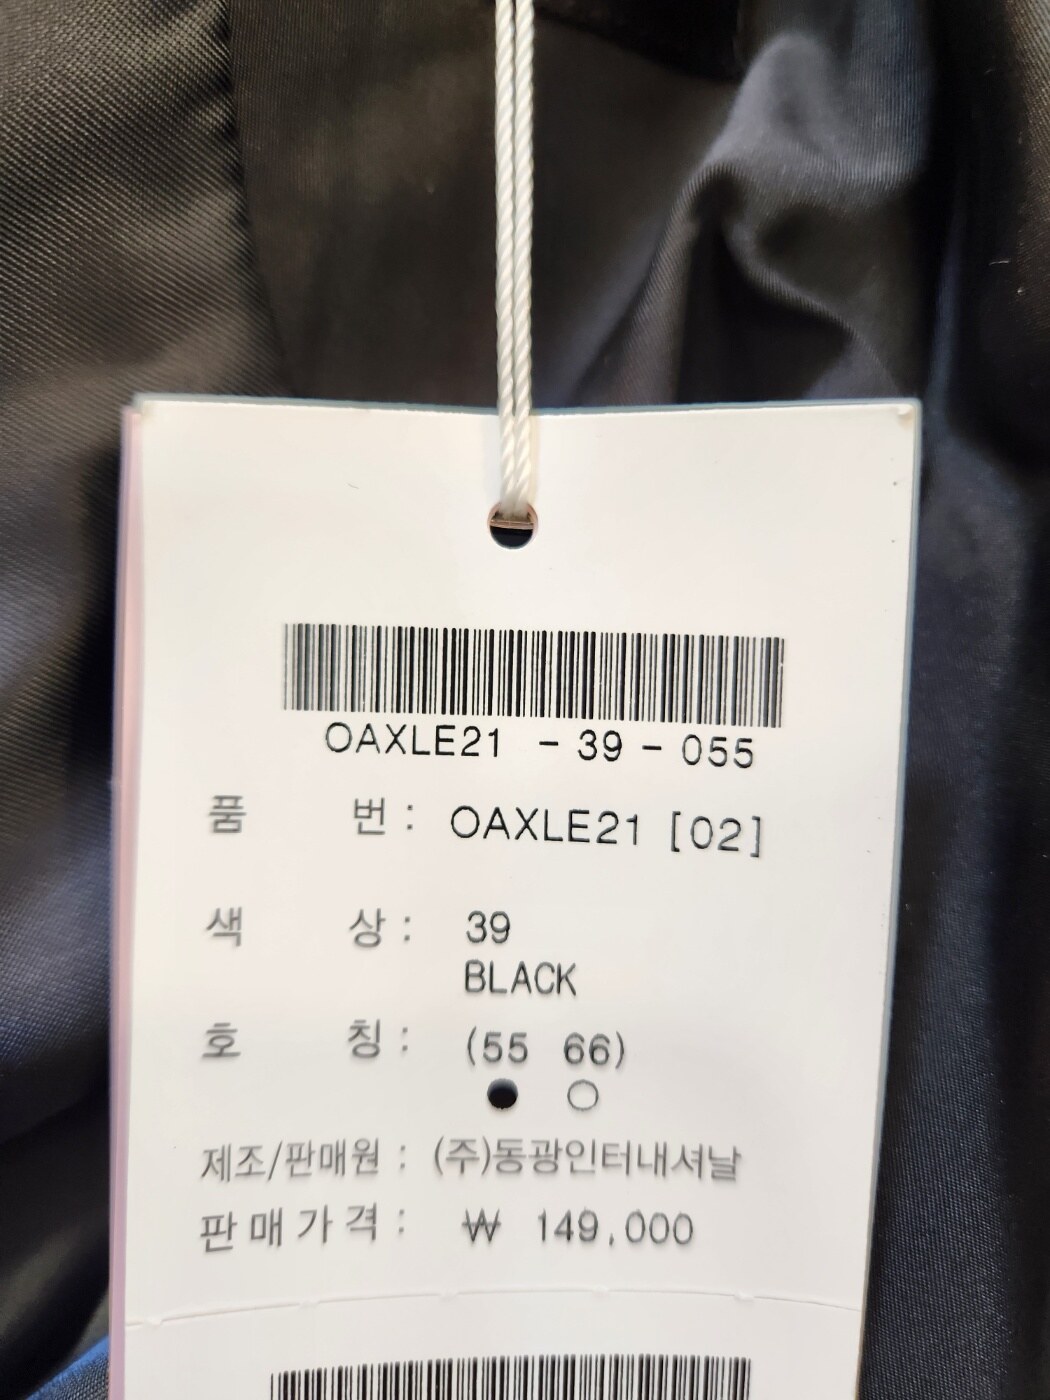 OAXLE21 - 39 - 055
품 번 : OAXLE21 [02]
색 상 : 39
BLACK
호 칭 : (55 66)
제조/판매원 : (주)동광인터내셔날
판매가격 : ₩ 149,000